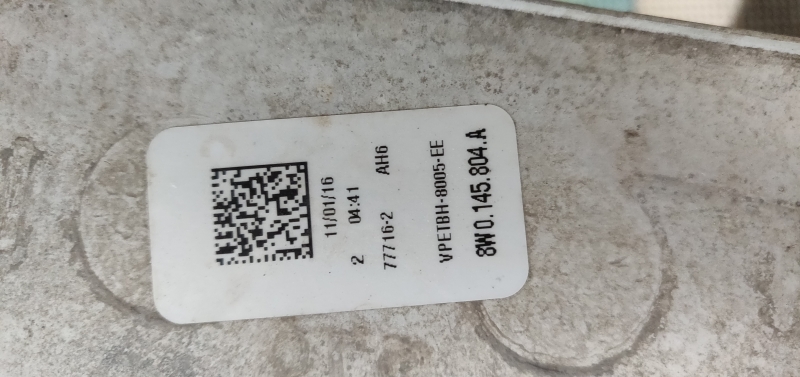 11/01/16
2 04:41
77716-2 AH6
VPETBH-8005-EE
8W0.145.804.A